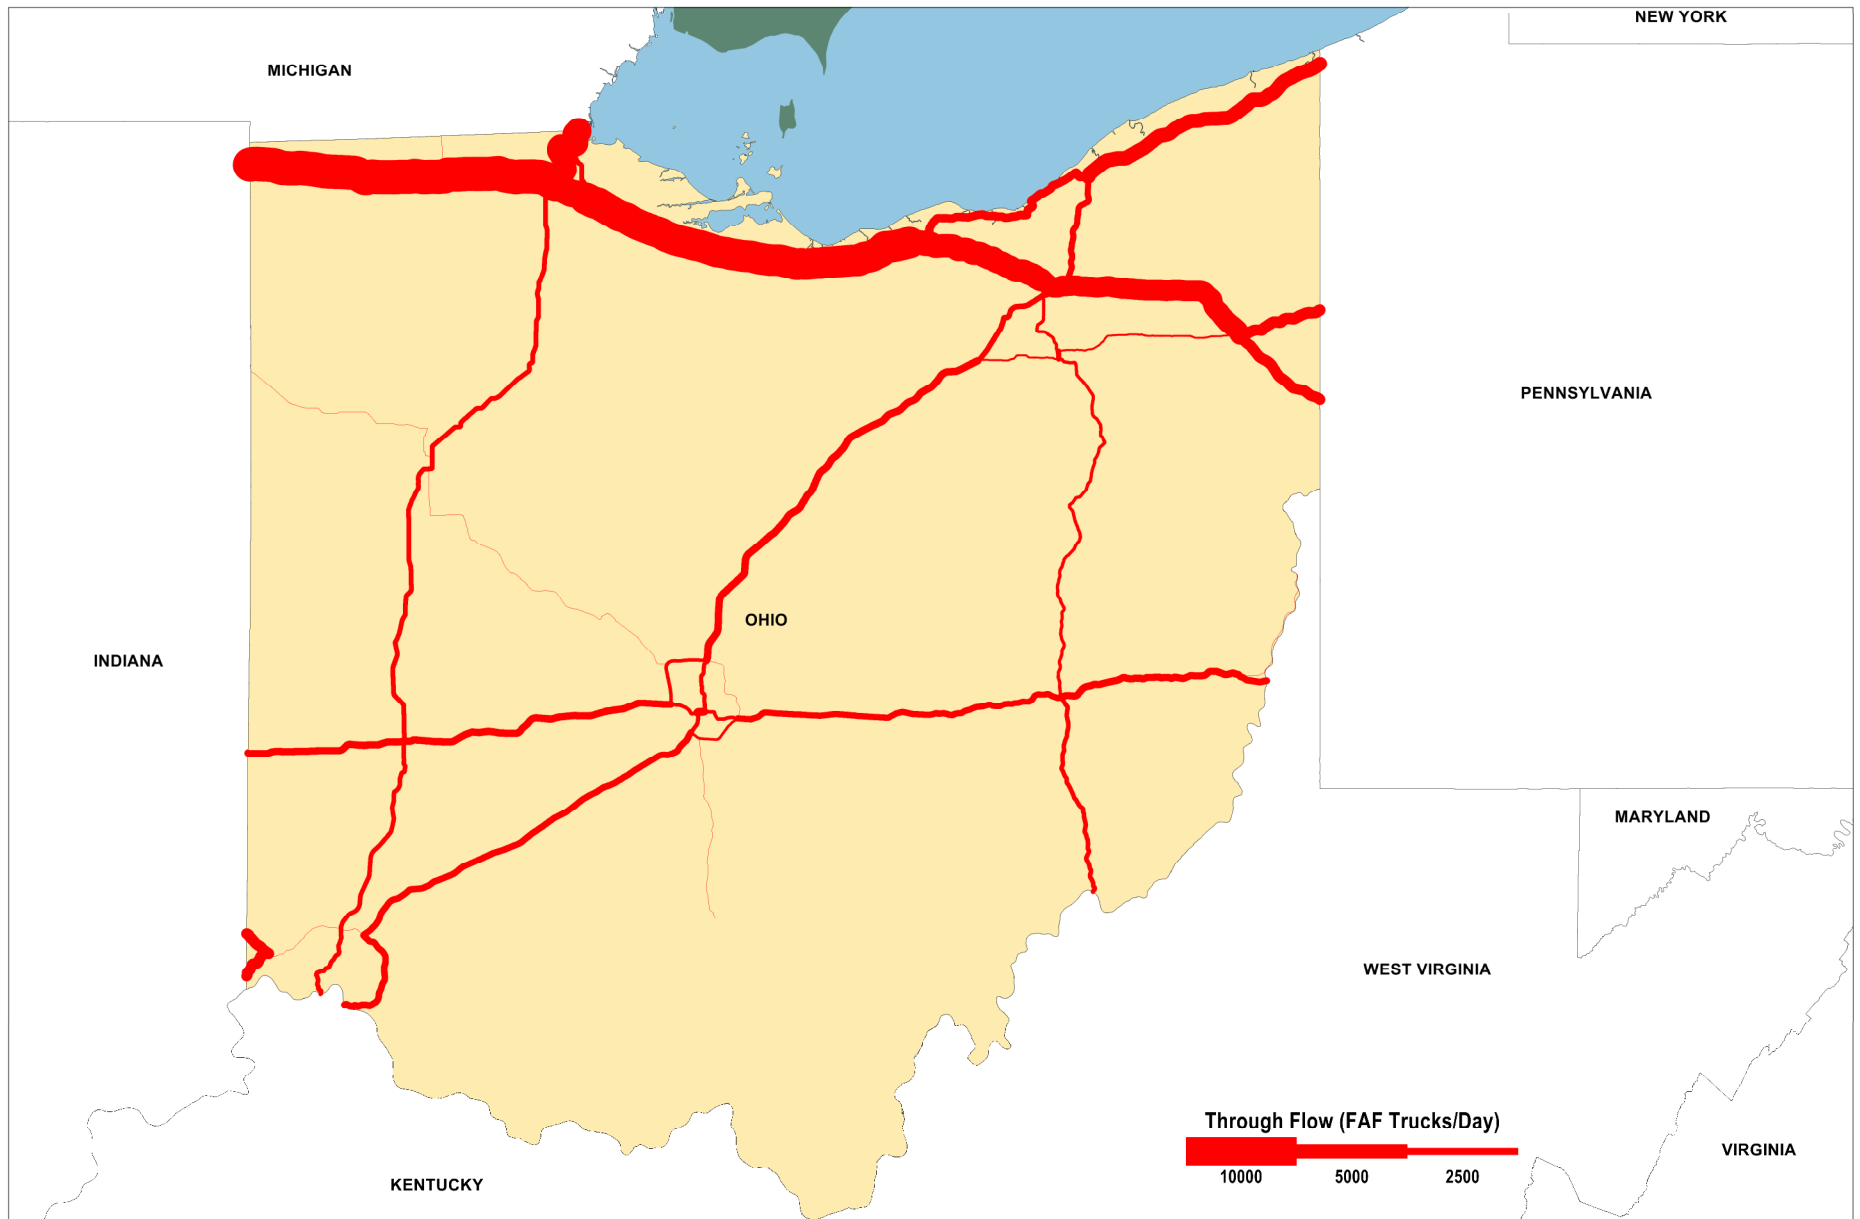 NEW YORK
MICHIGAN
PENNSYLVANIA
OHIO
INDIANA
MARYLAND
WEST VIRGINIA
Through Flow (FAF Trucks/Day)
10000 5000 2500
VIRGINIA
KENTUCKY